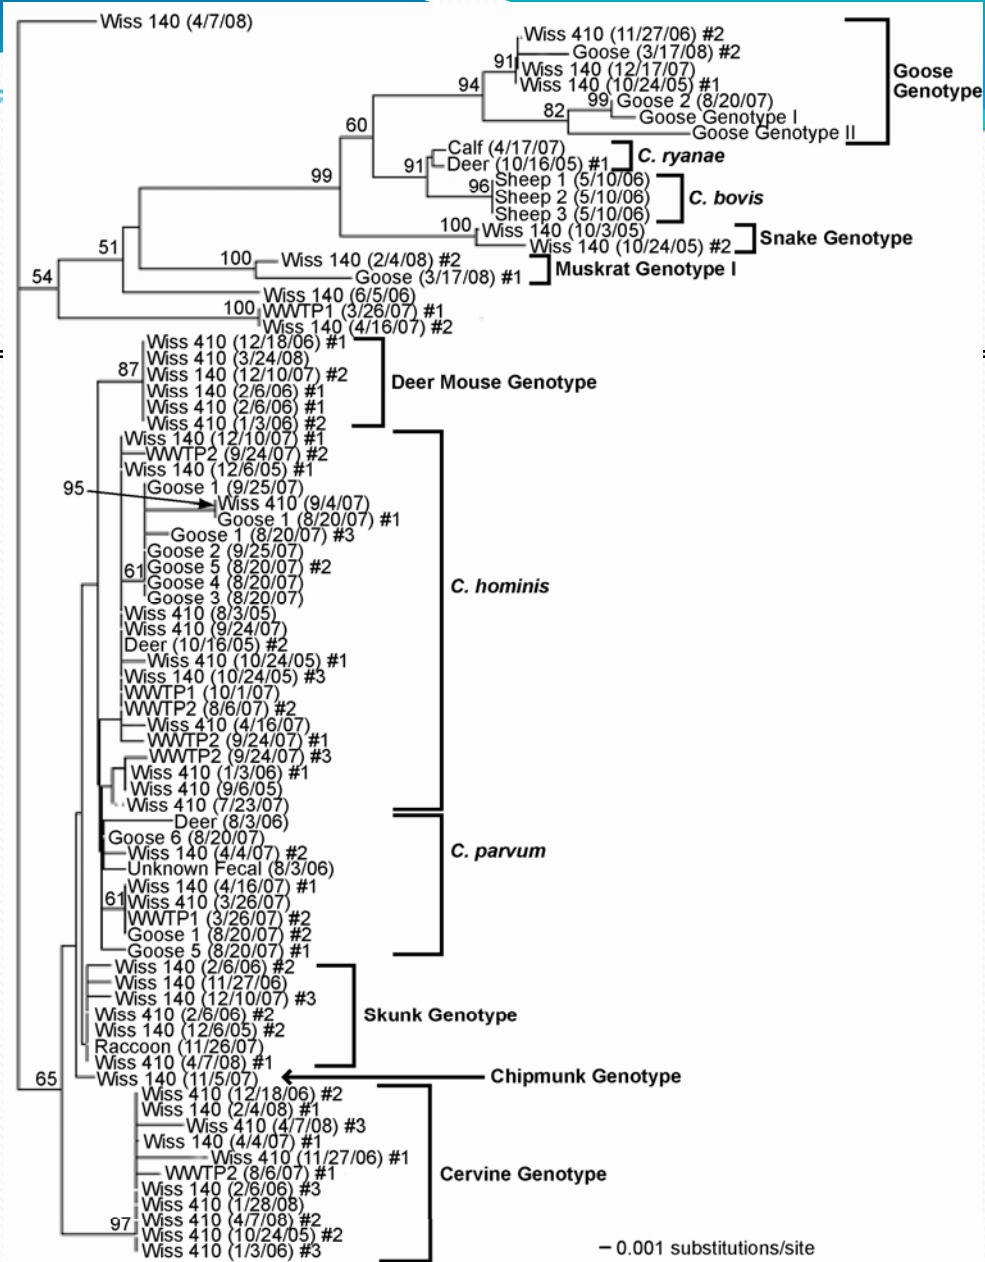 Wiss 140 (4/7/08)
Wiss 410 (11/27/06) #2
Goose (3/17/08) #2
91
Wiss 140 (12/17/07)
Wiss 140 (10/24/05) #1
Goose
Genotype
94
99
Goose 2 (8/20/07)
82
Goose Genotype I
Goose Genotype II
60
Calf (4/17/07)
Deer (10/16/05) #1
C. ryanae
91
99
Sheep 1 (5/10/06)
96
Sheep 2 (5/10/06)
Sheep 3 (5/10/06)
C. bovis
100
Wiss 140 (10/3/05)
Wiss 140 (10/24/05) #2
Snake Genotype
51
100
Wiss 140 (2/4/08) #2
Goose (3/17/08) #1
Muskrat Genotype I
54
Wiss 140 (6/5/06)
100
WWTP1 (3/26/07) #1
Wiss 140 (4/16/07) #2
Wiss 410 (12/18/06) #1
Wiss 410 (3/24/08)
87
Wiss 140 (12/10/07) #2
Wiss 140 (2/6/06) #1
Wiss 410 (2/6/06) #1
Wiss 410 (1/3/06) #2
Deer Mouse Genotype
Wiss 140 (12/10/07) #1
WWTP2 (9/24/07) #2
Wiss 140 (12/6/05) #1
Goose 1 (9/25/07)
95
Wiss 410 (9/4/07)
Goose 1 (8/20/07) #1
Goose 1 (8/20/07) #3
Goose 2 (9/25/07)
61
Goose 5 (8/20/07) #2
Goose 4 (8/20/07)
Goose 3 (8/20/07)
C. hominis
Wiss 410 (8/3/05)
Wiss 410 (9/24/07)
Deer (10/16/05) #2
Wiss 410 (10/24/05) #1
Wiss 140 (10/24/05) #3
WWTP1 (10/1/07)
WWTP2 (8/6/07) #2
Wiss 410 (4/16/07)
WWTP2 (9/24/07) #1
WWTP2 (9/24/07) #3
Wiss 410 (1/3/06) #1
Wiss 410 (9/6/05)
Wiss 410 (7/23/07)
Deer (8/3/06)
Goose 6 (8/20/07)
Wiss 140 (4/4/07) #2
C. parvum
Unknown Fecal (8/3/06)
Wiss 140 (4/16/07) #1
61
Wiss 410 (3/26/07)
WWTP1 (3/26/07) #2
Goose 1 (8/20/07) #2
Goose 5 (8/20/07) #1
Wiss 140 (2/6/06) #2
Wiss 140 (11/27/06)
Wiss 140 (12/10/07) #3
Wiss 410 (2/6/06) #2
Skunk Genotype
Wiss 140 (12/6/05) #2
Raccoon (11/26/07)
Wiss 410 (4/7/08) #1
65
Wiss 140 (11/5/07)
Chipmunk Genotype
Wiss 410 (12/18/06) #2
Wiss 140 (2/4/08) #1
Wiss 410 (4/7/08) #3
Wiss 140 (4/4/07) #1
Wiss 410 (11/27/06) #1
WWTP2 (8/6/07) #1
Cervine Genotype
Wiss 140 (2/6/06) #3
Wiss 410 (1/28/08)
Wiss 410 (4/7/08) #2
97
Wiss 410 (10/24/05) #2
Wiss 410 (1/3/06) #3
0.001 substitutions/site